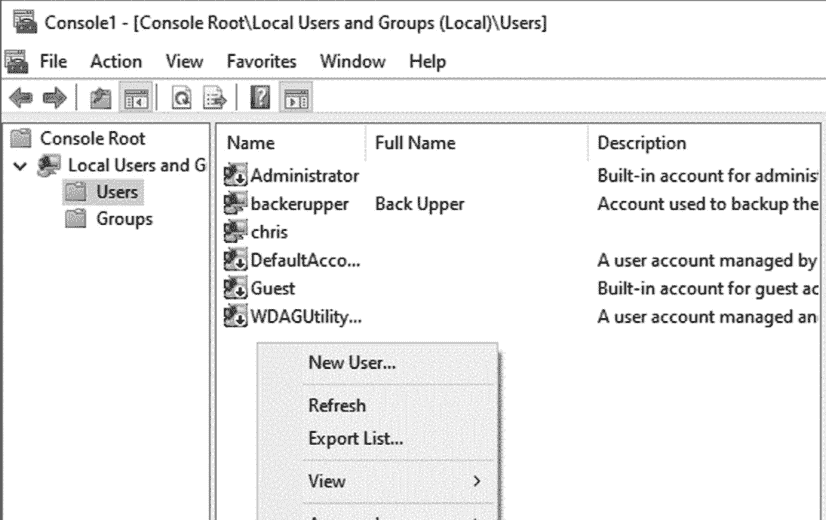 Console1 - [Console Root\Local Users and Groups (Local)\Users]
File Action View Favorites Window Help
Console Root
Local Users and G
Users
Groups
Name Full Name Description
Administrator Built-in account for adminis
backerupper Back Upper Account used to backup the
chris
DefaultAcco... A user account managed by
Guest Built-in account for guest ac
WDAGUtility... A user account managed an
New User...
Refresh
Export List...
View